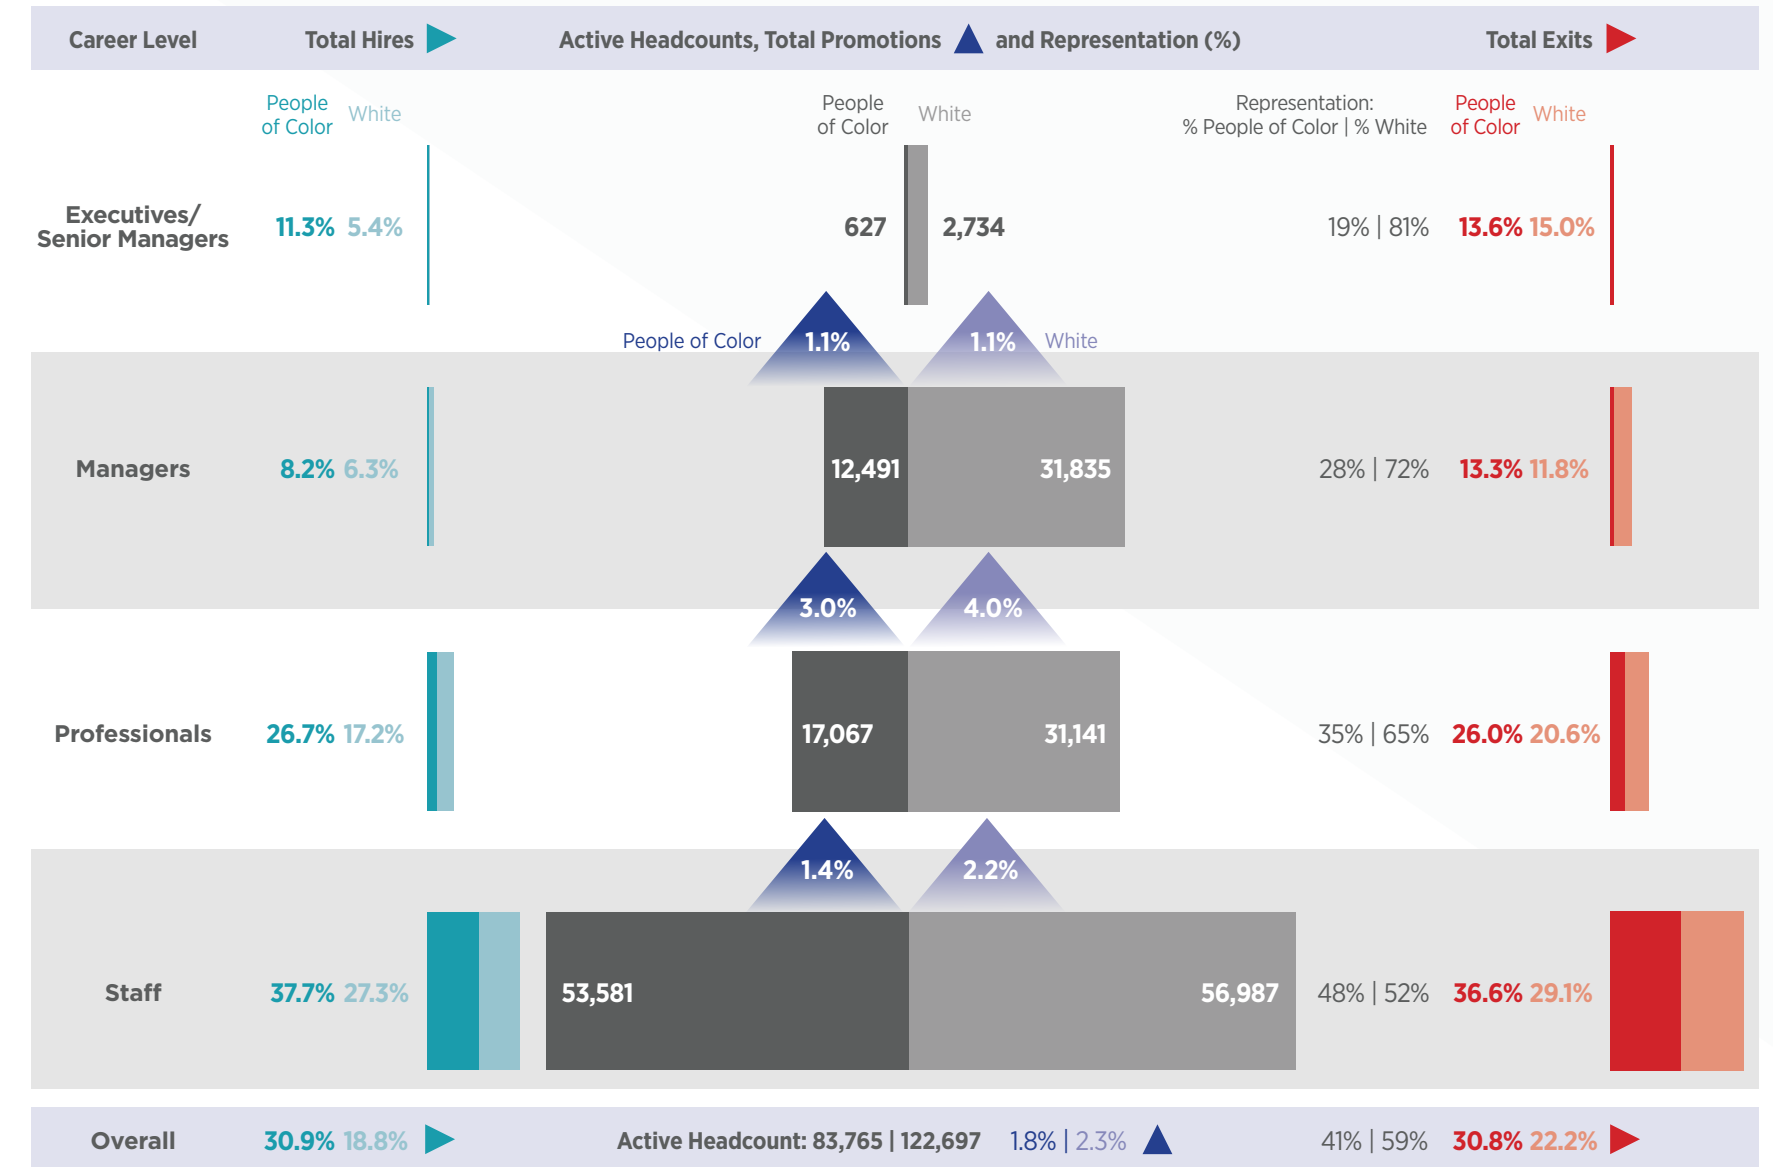 Career Level Total Hires Active Headcounts, Total Promotions and Representation (%) Total Exits
People of Color White People of Color White Representation: % People of Color | % White People of Color White
Executives/
Senior Managers
11.3% 5.4% 627 2,734 19% | 81% 13.6% 15.0%
People of Color 1.1% 1.1% White
Managers 8.2% 6.3% 12,491 31,835 28% | 72% 13.3% 11.8%
3.0% 4.0%
Professionals 26.7% 17.2% 17,067 31,141 35% | 65% 26.0% 20.6%
1.4% 2.2%
Staff 37.7% 27.3% 53,581 56,987 48% | 52% 36.6% 29.1%
Overall 30.9% 18.8% Active Headcount: 83,765 | 122,697 1.8% | 2.3% 41% | 59% 30.8% 22.2%